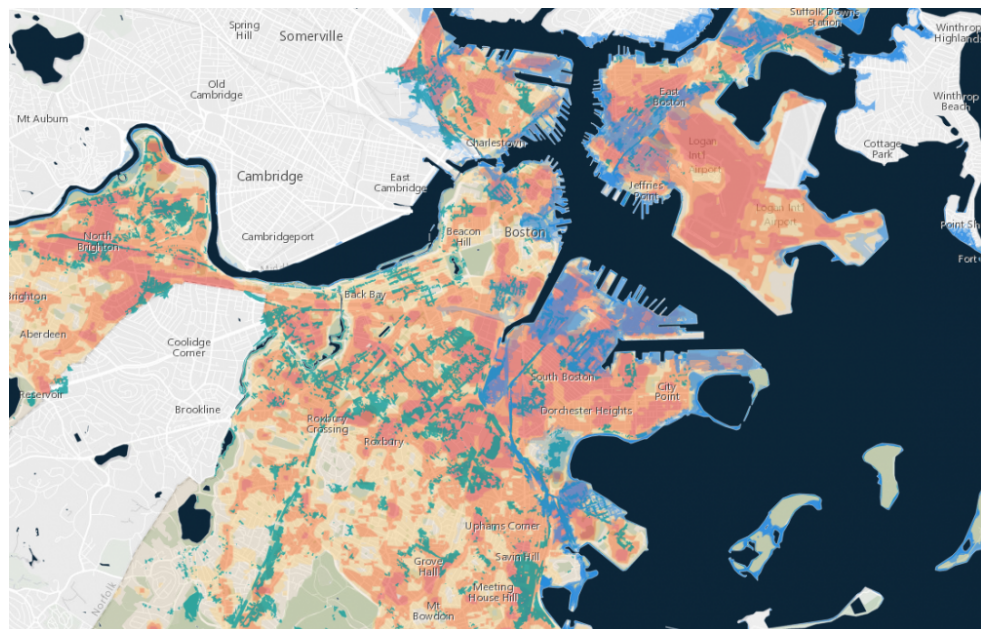 Spring
Hill
Somerville
Suffolk Downs
Station
Winthrop
Highlands
Old
Cambridge
East
Boston
Winthrop
Beach
Mt Auburn
Charlestown
Logan
Int'l
Airport
Cottage
Park
Cambridge
East
Cambridge
Jeffries
Point
Logan Int'l
Airport
Point Sh
North
Brighton
Cambridgeport
Beacon
Hill
Boston
Fort
Brighton
Back Bay
Aberdeen
Coolidge
Corner
South Boston
City
Point
Reservoir
Brookline
Dorchester Heights
Roxbury
Crossing
Roxbury
Uphams Corner
Savin Hill
Grove
Hall
Meeting
House Hill
Mt
Bowdoin
Norfolk